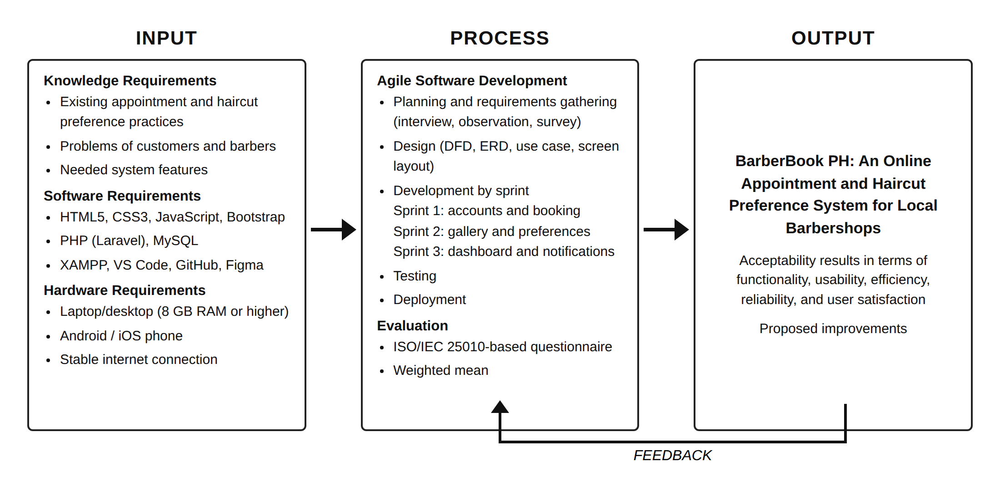 INPUT
Knowledge Requirements
• Existing appointment and haircut
preference practices
• Problems of customers and barbers
• Needed system features
Software Requirements
• HTML5, CSS3, JavaScript, Bootstrap
• PHP (Laravel), MySQL
• XAMPP, VS Code, GitHub, Figma
Hardware Requirements
• Laptop/desktop (8 GB RAM or higher)
• Android / iOS phone
• Stable internet connection
PROCESS
Agile Software Development
• Planning and requirements gathering
(interview, observation, survey)
• Design (DFD, ERD, use case, screen
layout)
• Development by sprint
Sprint 1: accounts and booking
Sprint 2: gallery and preferences
Sprint 3: dashboard and notifications
• Testing
• Deployment
Evaluation
• ISO/IEC 25010-based questionnaire
• Weighted mean
OUTPUT
BarberBook PH: An Online
Appointment and Haircut
Preference System for Local
Barbershops
Acceptability results in terms of
functionality, usability, efficiency,
reliability, and user satisfaction
Proposed improvements
FEEDBACK